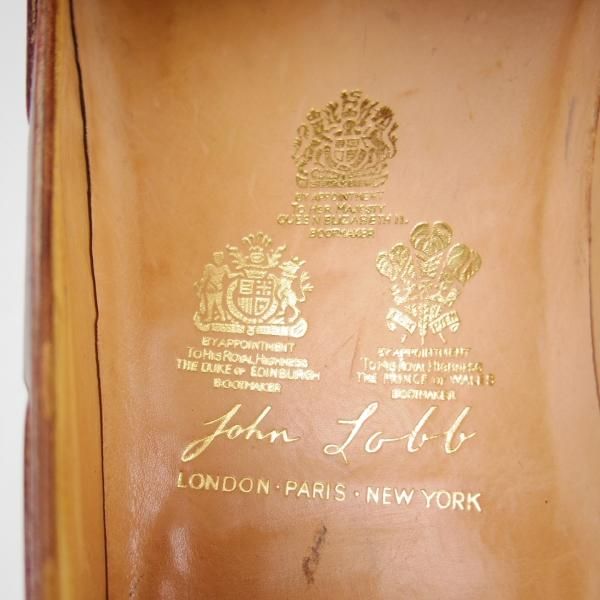 BY APPOINTMENT
TO HER MAJESTY
QUEEN ELIZABETH II.
BOOTMAKER
BY APPOINTMENT
TO HIS ROYAL HIGHNESS
THE DUKE OF EDINBURGH
BOOTMAKER
BY APPOINTMENT
TO HIS ROYAL HIGHNESS
THE PRINCE OF WALES
BOOTMAKER
John Lobb
LONDON · PARIS · NEW YORK